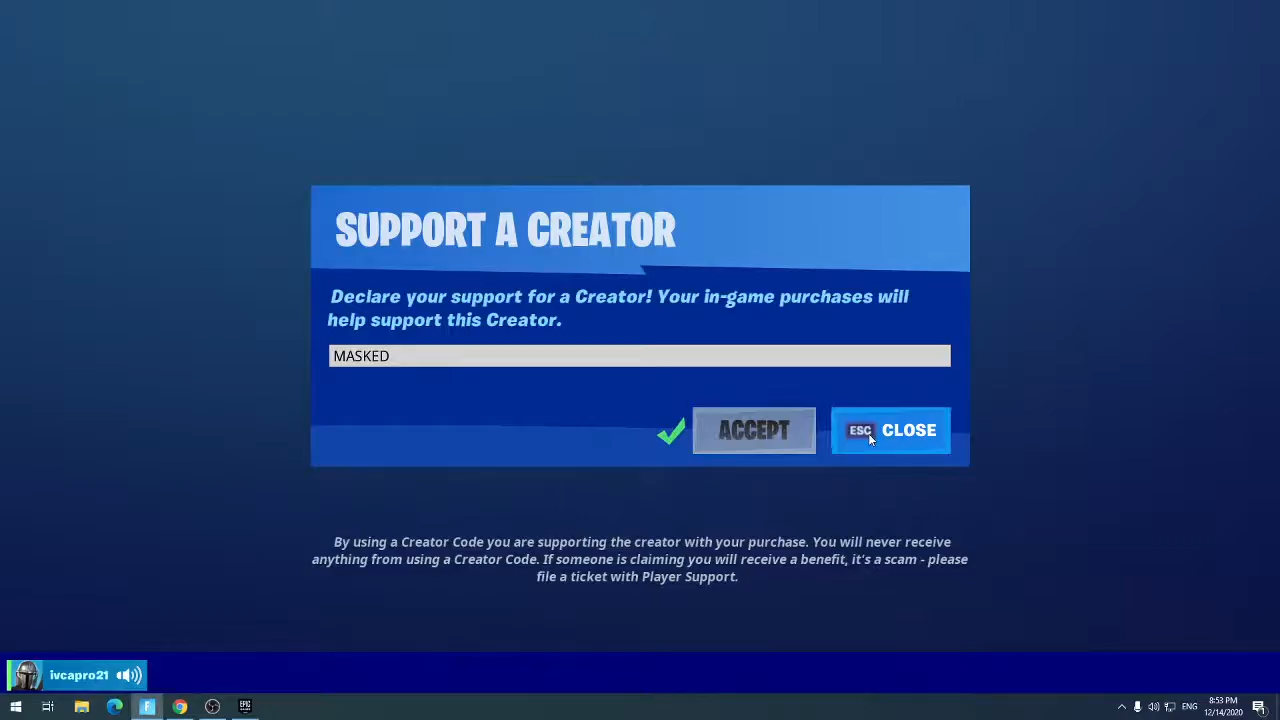 SUPPORT A CREATOR
Declare your support for a Creator! Your in-game purchases will
help support this Creator.
MASKED
ACCEPT
ESC CLOSE
By using a Creator Code you are supporting the creator with your purchase. You will never receive
anything from using a Creator Code. If someone is claiming you will receive a benefit, it's a scam - please
file a ticket with Player Support.
ivcapro21
F
EPIC
ENG
8:53 PM
12/14/2020
1